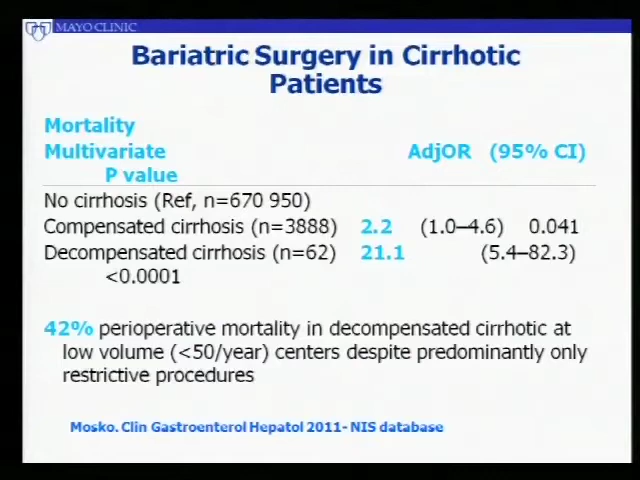 MAYO CLINIC
Bariatric Surgery in Cirrhotic
Patients
Mortality
Multivariate AdjOR (95% CI)
P value
No cirrhosis (Ref, n=670 950)
Compensated cirrhosis (n=3888) 2.2 (1.0–4.6) 0.041
Decompensated cirrhosis (n=62) 21.1 (5.4–82.3)
<0.0001
42% perioperative mortality in decompensated cirrhotic at
low volume (<50/year) centers despite predominantly only
restrictive procedures
Mosko. Clin Gastroenterol Hepatol 2011- NIS database